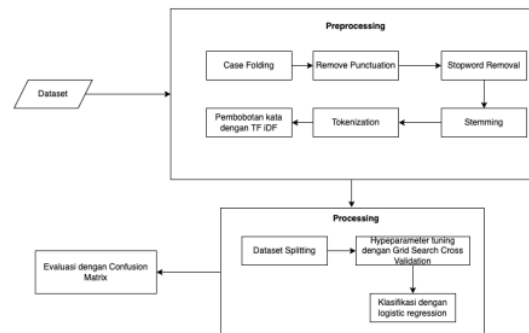 Preprocessing
Case Folding
Remove Punctuation
Stopword Removal
Dataset
Pembobotan kata
dengan TF iDF
Tokenization
Stemming
Processing
Dataset Splitting
Hypeparameter tuning
dengan Grid Search Cross
Validation
Evaluasi dengan Confusion
Matrix
Klasifikasi dengan
logistic regression